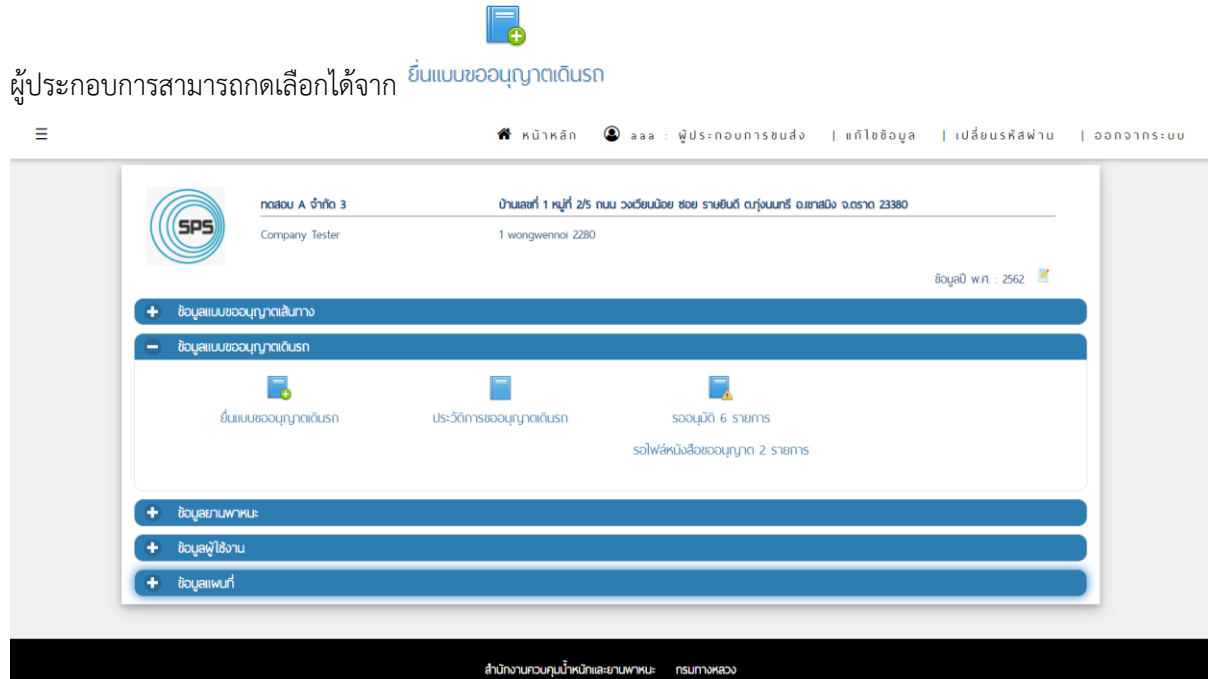 ผู้ประกอบการสามารถกดเลือกได้จาก ยื่นแบบขออนุญาตเดินรถ
☰ หน้าหลัก aaa : ผู้ประกอบการขนส่ง | แก้ไขข้อมูล | เปลี่ยนรหัสผ่าน | ออกจากระบบ
SPS
ทดสอบ A จำกัด 3 บ้านเลขที่ 1 หมู่ที่ 2/5 ถนน วงเวียนน้อย ซอย ราษยินดี ต.ทุ่งนนทรี อ.เขาสมิง จ.ตราด 23380
Company Tester 1 wongwennoi 2280
ข้อมูลปี พ.ศ. : 2562
ข้อมูลแบบขออนุญาตเส้นทาง
ข้อมูลแบบขออนุญาตเดินรถ
ยื่นแบบขออนุญาตเดินรถ ประวัติการขออนุญาตเดินรถ รออนุมัติ 6 รายการ
รอไฟล์หนังสือขออนุญาต 2 รายการ
ข้อมูลยานพาหนะ
ข้อมูลผู้ใช้งาน
ข้อมูลแผนที่
สำนักงานควบคุมน้ำหนักและยานพาหนะ กรมทางหลวง